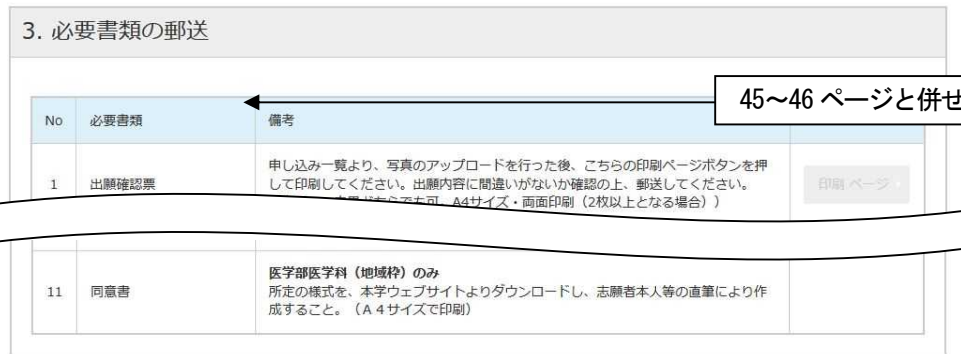 3. 必要書類の郵送
45～46 ページと併せ
No 必要書類 備考
申し込み一覧より、写真のアップロードを行った後、こちらの印刷ページボタンを押
1 出願確認票 して印刷してください。出願内容に間違いがないか確認の上、郵送してください。 印刷 ページ
どちらでも可、A4サイズ・両面印刷（2枚以上となる場合））
医学部医学科（地域枠）のみ
11 同意書 所定の様式を、本学ウェブサイトよりダウンロードし、志願者本人等の直筆により作
成すること。（A４サイズで印刷）